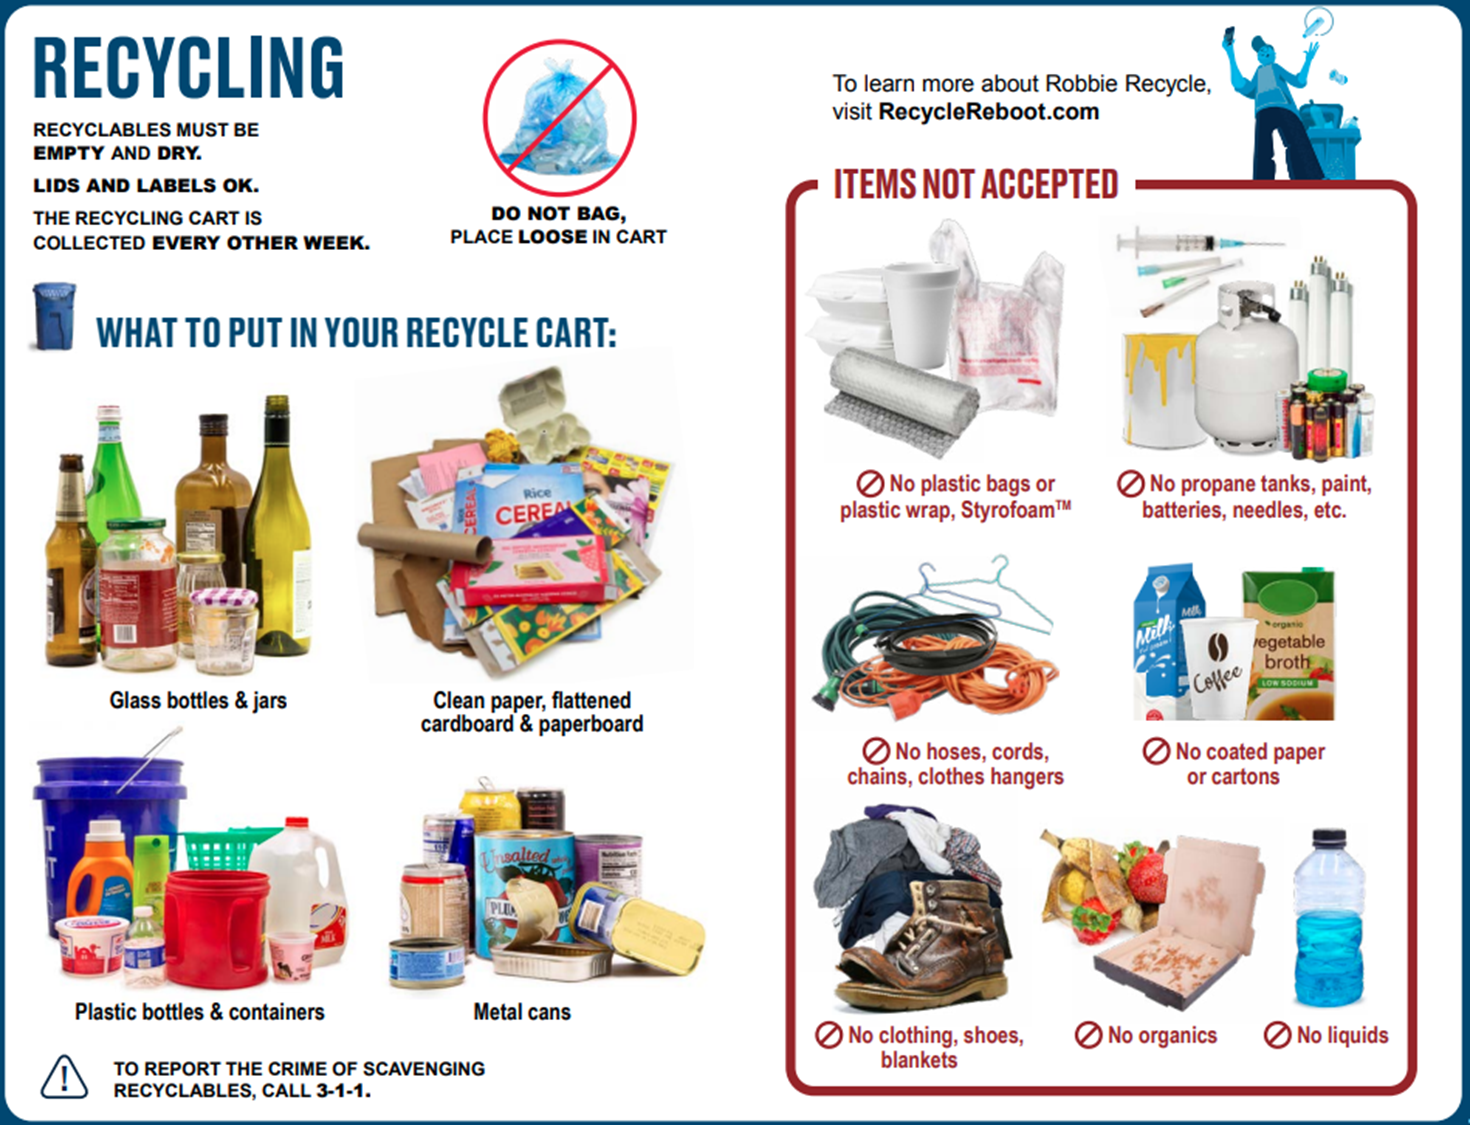 RECYCLING
RECYCLABLES MUST BE
EMPTY AND DRY.
LIDS AND LABELS OK.
THE RECYCLING CART IS
COLLECTED EVERY OTHER WEEK.
DO NOT BAG,
PLACE LOOSE IN CART
WHAT TO PUT IN YOUR RECYCLE CART:
Rice
CEREAL
CEREAL
Glass bottles & jars
Clean paper, flattened
cardboard & paperboard
Unsalted
PLUM
MILK
Plastic bottles & containers
Metal cans
TO REPORT THE CRIME OF SCAVENGING
RECYCLABLES, CALL 3-1-1.
To learn more about Robbie Recycle,
visit RecycleReboot.com
ITEMS NOT ACCEPTED
No plastic bags or
plastic wrap, Styrofoam™
No propane tanks, paint,
batteries, needles, etc.
Milk
Milk
Coffee
organic
vegetable
broth
LOW SODIUM
No hoses, cords,
chains, clothes hangers
No coated paper
or cartons
No clothing, shoes,
blankets
No organics
No liquids